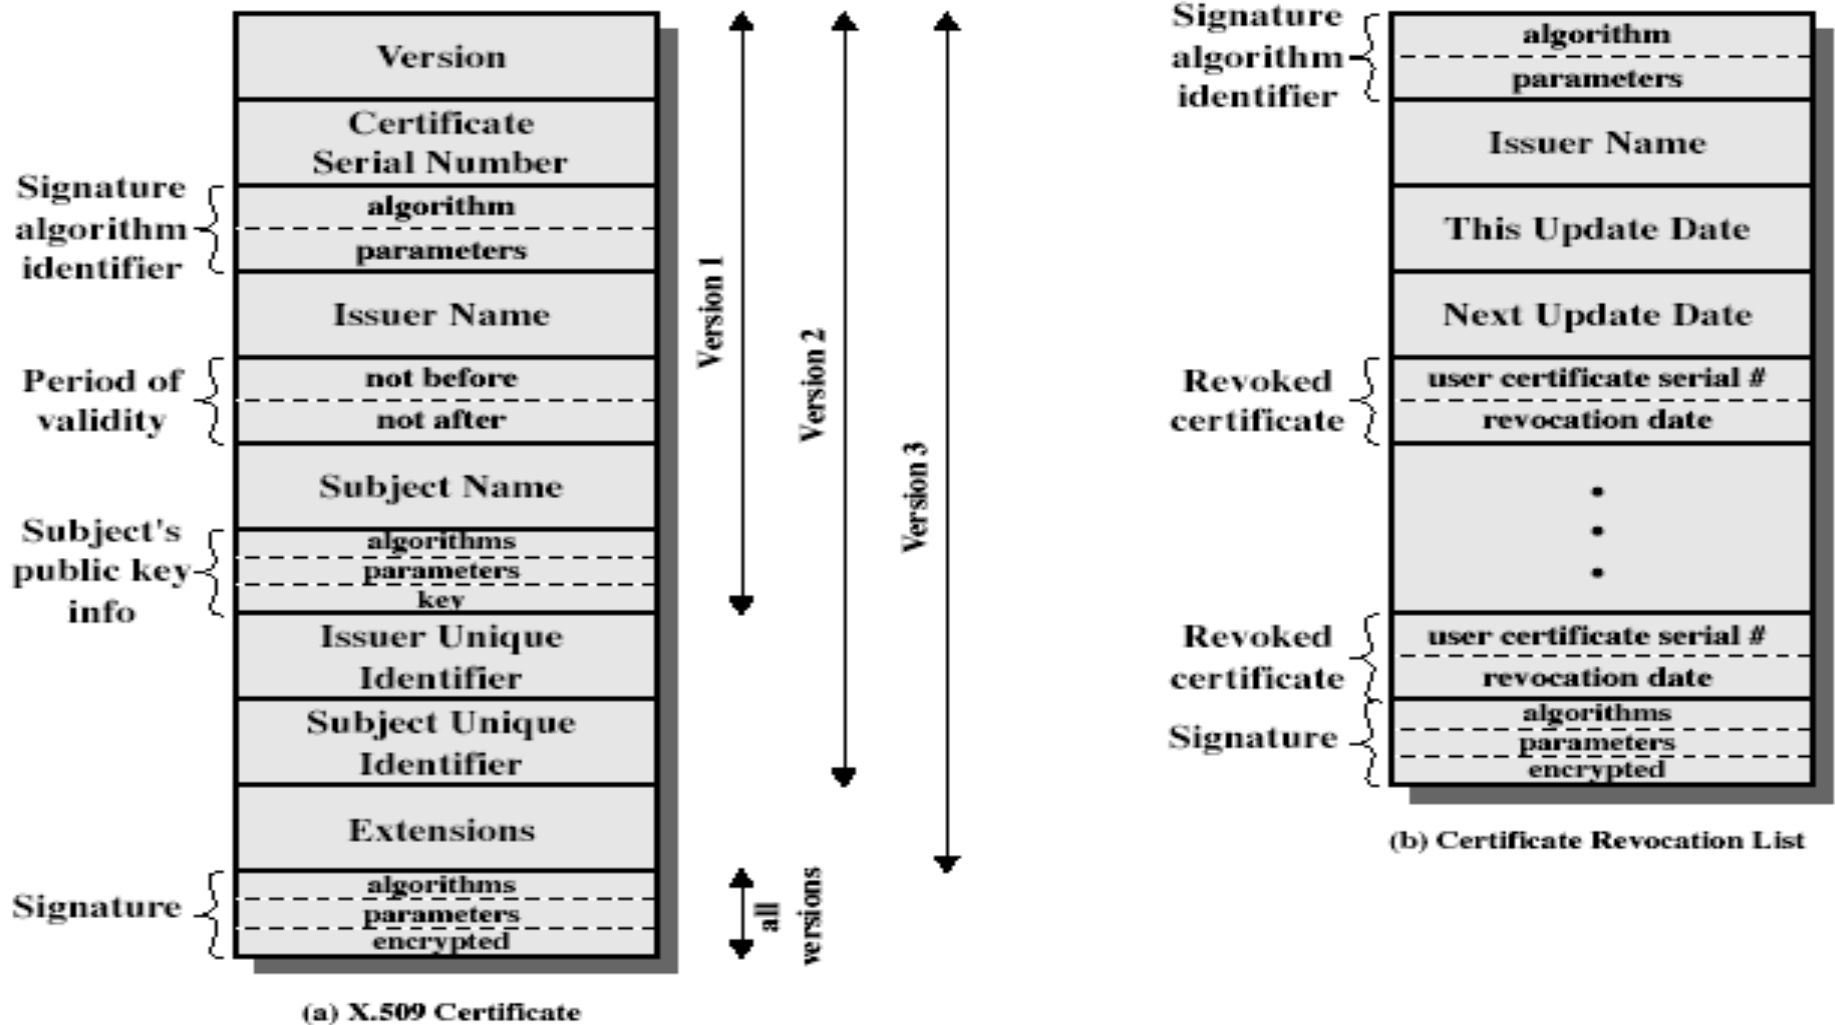 Version
Certificate
Serial Number
Signature
algorithm
identifier
algorithm
parameters
Issuer Name
Period of
validity
not before
not after
Subject Name
Subject's
public key
info
algorithms
parameters
key
Issuer Unique
Identifier
Subject Unique
Identifier
Extensions
Signature
algorithms
parameters
encrypted
Version 1
Version 2
Version 3
all
versions
(a) X.509 Certificate
Signature
algorithm
identifier
algorithm
parameters
Issuer Name
This Update Date
Next Update Date
Revoked
certificate
user certificate serial #
revocation date
Revoked
certificate
user certificate serial #
revocation date
Signature
algorithms
parameters
encrypted
(b) Certificate Revocation List